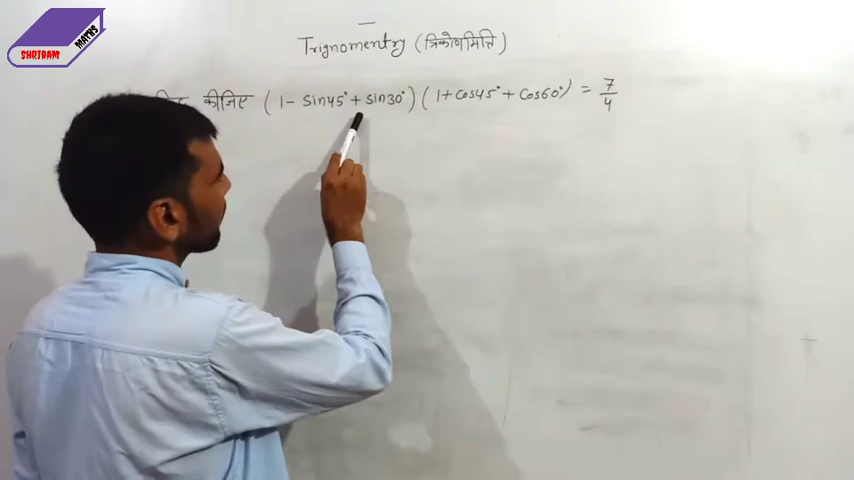 SHRIRAM
MATHS
Trignomentry (त्रिकोणमिति)
कीजिए (1- Sin45° + Sin30°) (1+ Cos45° + Cos60°) = 7/4